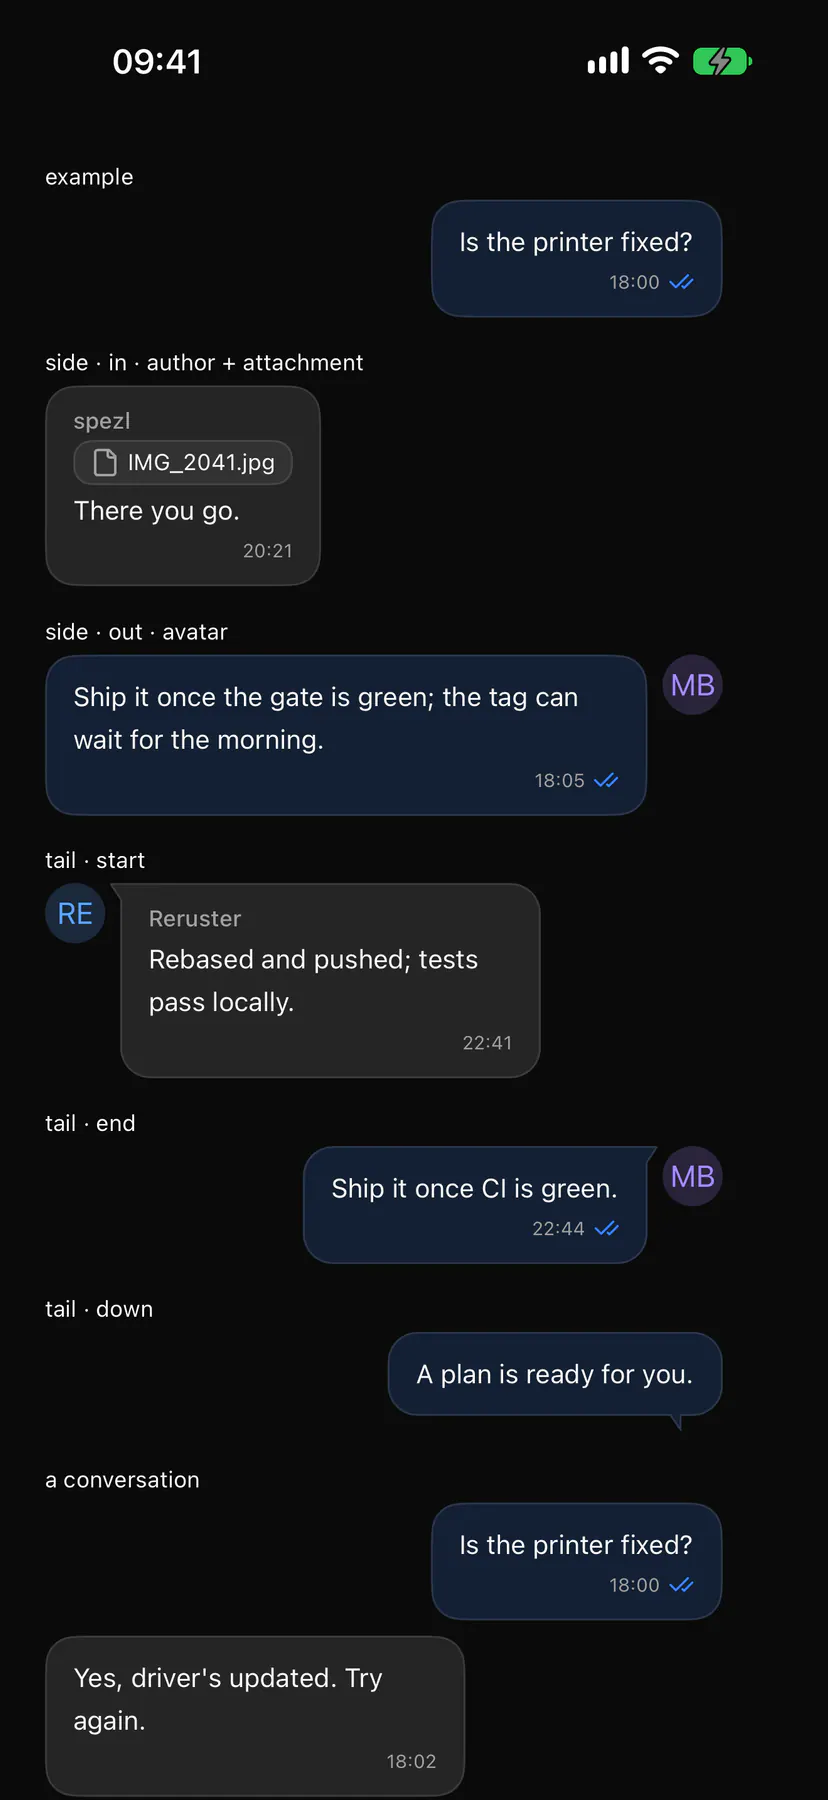 09:41
example
Is the printer fixed?
18:00
side · in · author + attachment
spezl
IMG_2041.jpg
There you go.
20:21
side · out · avatar
Ship it once the gate is green; the tag can
wait for the morning.
MB
18:05
tail · start
RE
Reruster
Rebased and pushed; tests
pass locally.
22:41
tail · end
Ship it once CI is green.
MB
22:44
tail · down
A plan is ready for you.
a conversation
Is the printer fixed?
18:00
Yes, driver's updated. Try
again.
18:02